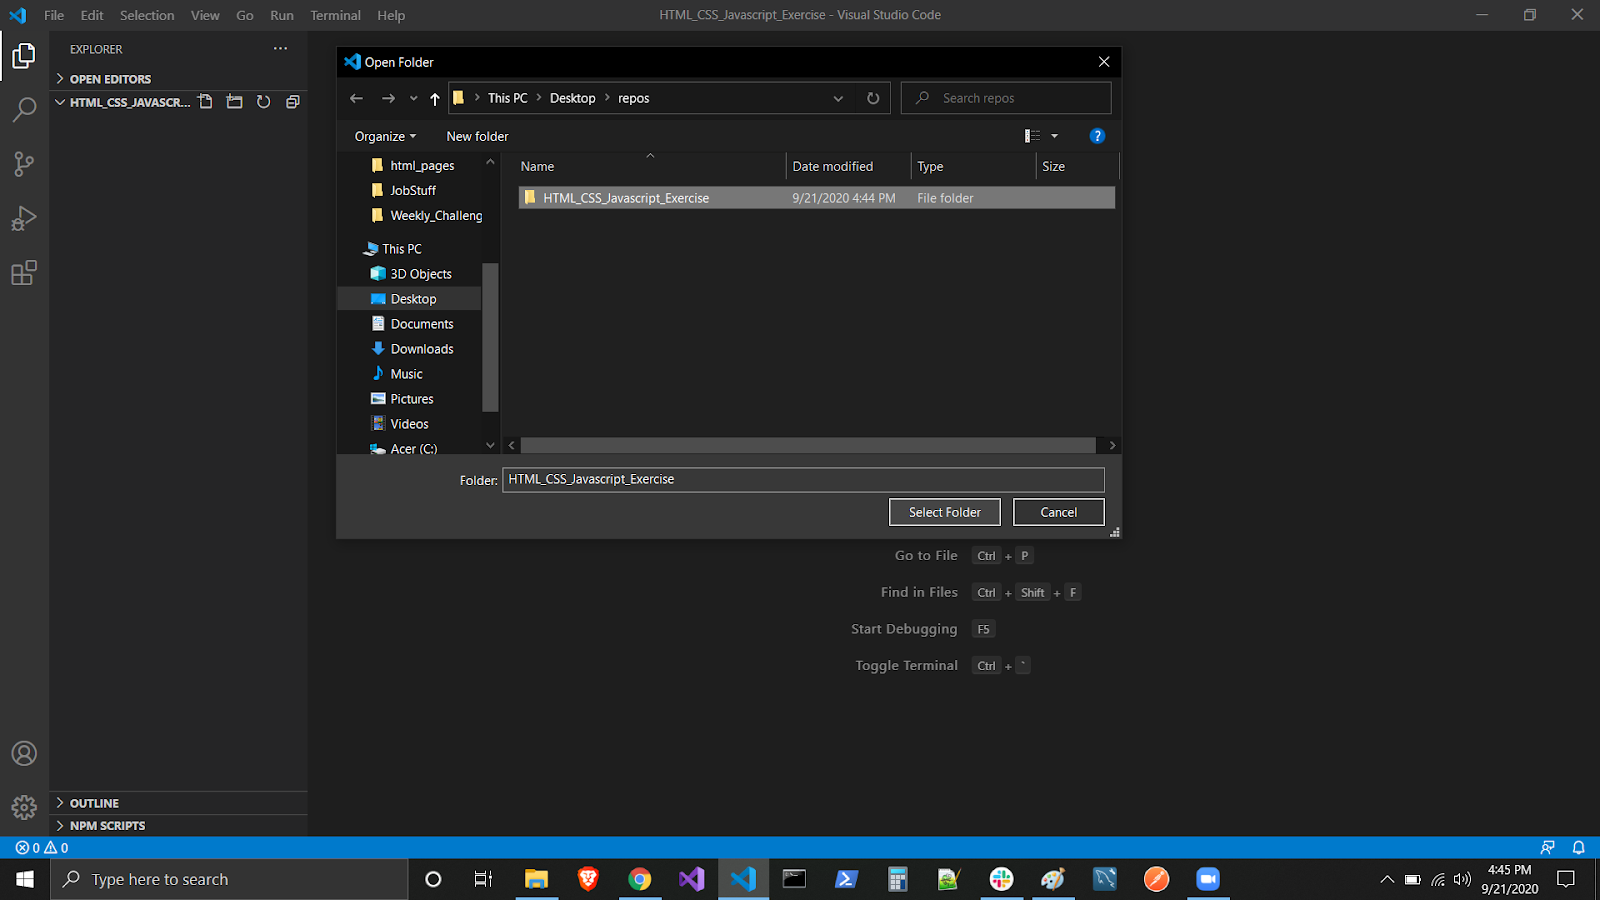 File Edit Selection View Go Run Terminal Help
HTML_CSS_Javascript_Exercise - Visual Studio Code
EXPLORER
OPEN EDITORS
HTML_CSS_JAVASCR...
Open Folder
This PC > Desktop > repos
Search repos
Organize
New folder
html_pages
JobStuff
Weekly_Challeng
This PC
3D Objects
Desktop
Documents
Downloads
Music
Pictures
Videos
Acer (C:)
Name Date modified Type Size
HTML_CSS_Javascript_Exercise 9/21/2020 4:44 PM File folder
Folder: HTML_CSS_Javascript_Exercise
Select Folder Cancel
Go to File Ctrl + P
Find in Files Ctrl + Shift + F
Start Debugging F5
Toggle Terminal Ctrl + `
OUTLINE
NPM SCRIPTS
0 0
Type here to search
4:45 PM
9/21/2020